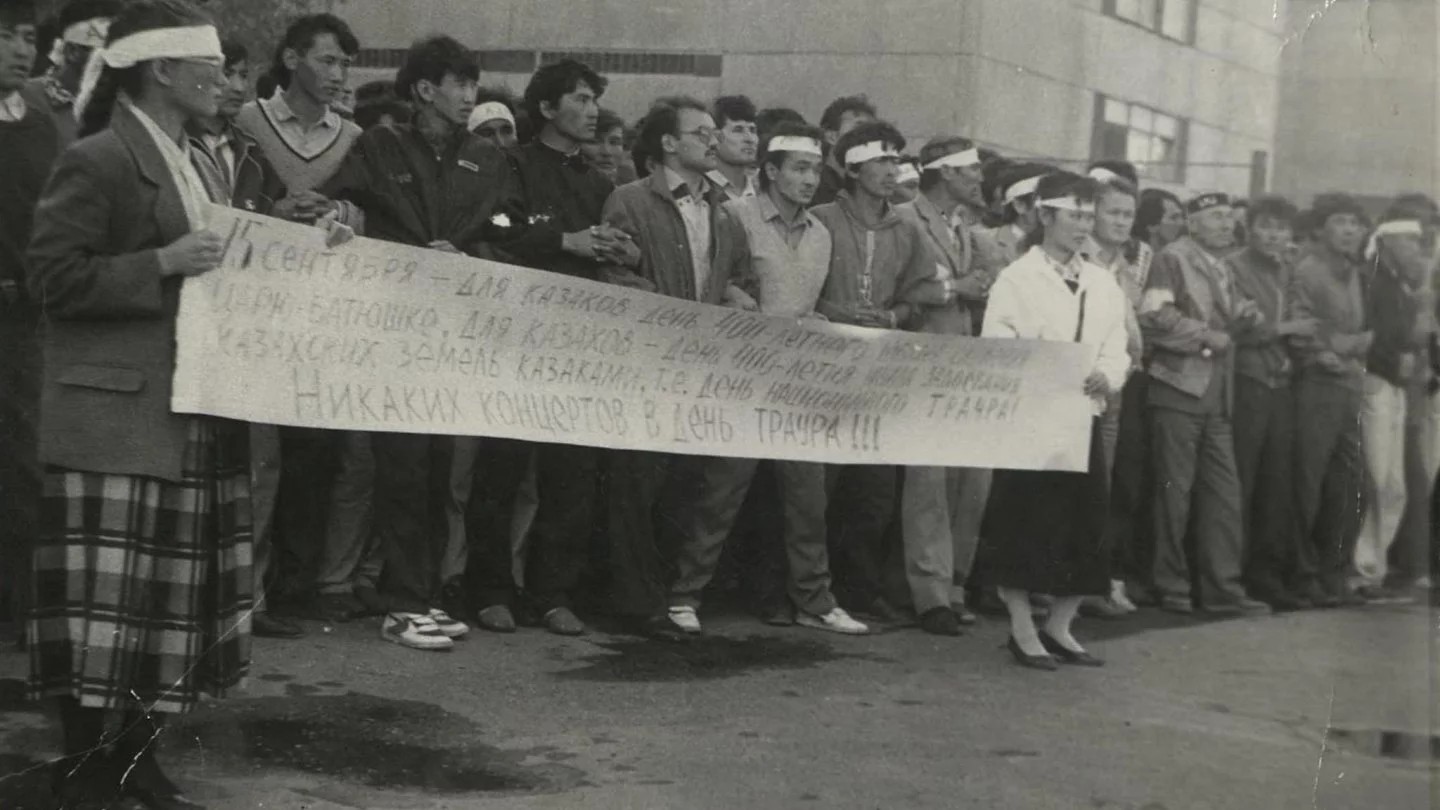 15 сентября – для казаков день 400-летнего
царю-батюшке, для казахов – день 400-летия
казахских земель казаками, т.е. день национального траура!
Никаких концертов в день траура!!!